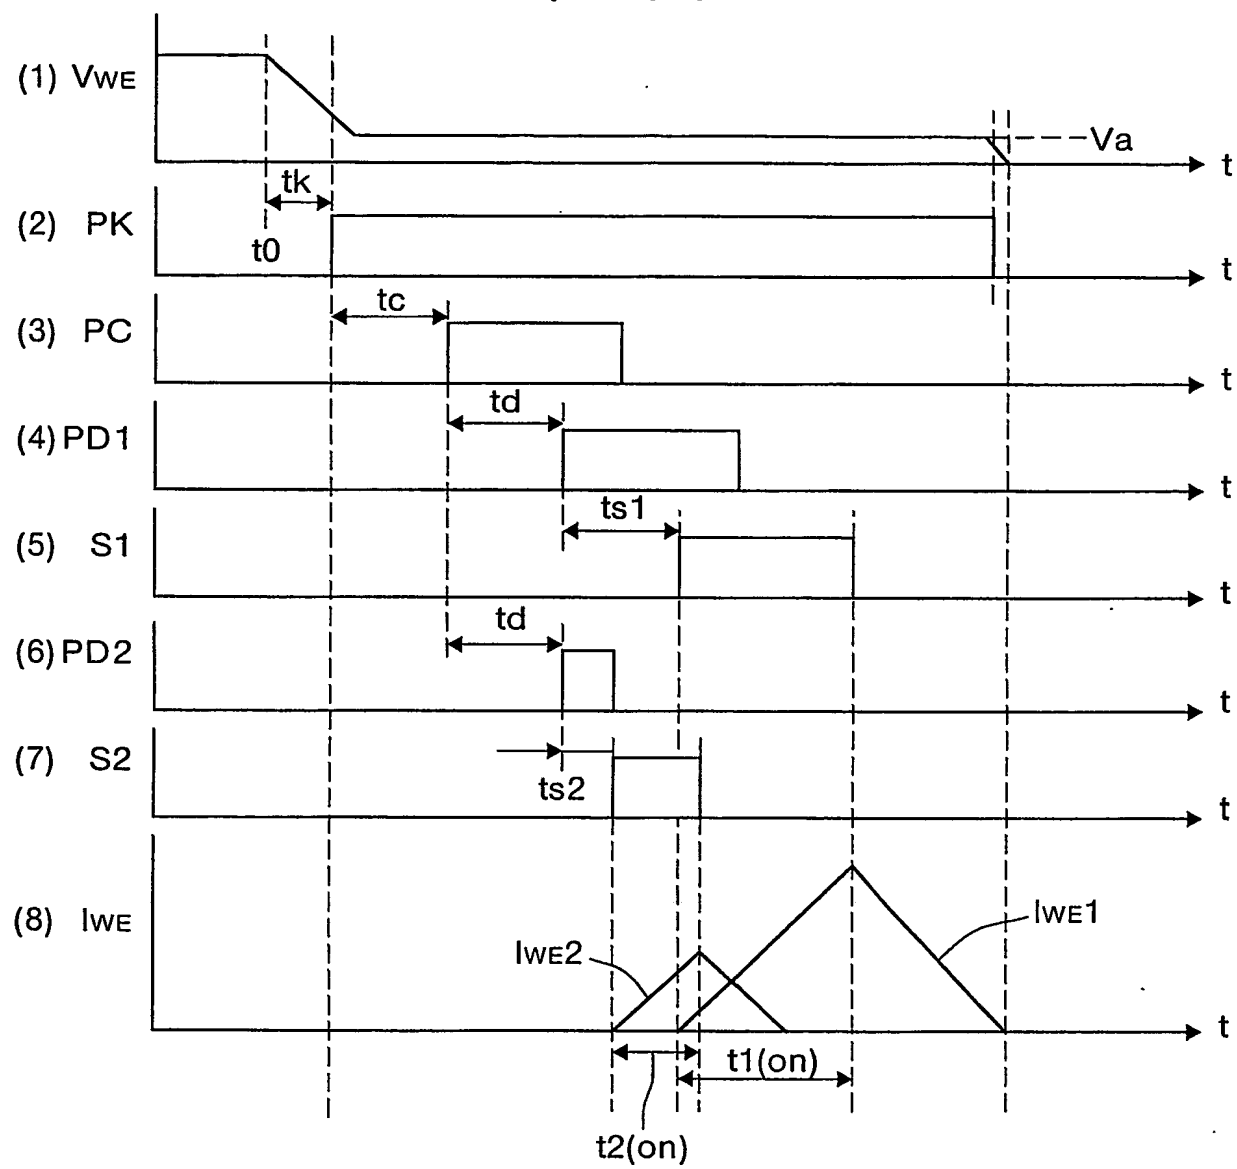 (1) VWE
Va
t
tk
t0
(2) PK
t
tc
(3) PC
t
td
(4) PD1
t
ts1
(5) S1
t
td
(6) PD2
t
(7) S2
ts2
t
(8) IWE
IWE2
IWE1
t
t1(on)
t2(on)